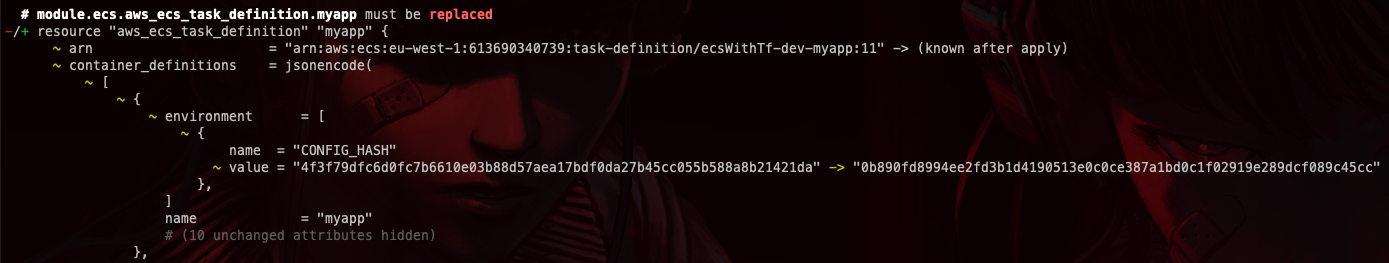 # module.ecs.aws_ecs_task_definition.myapp must be replaced
-/+ resource "aws_ecs_task_definition" "myapp" {
~ arn = "arn:aws:ecs:eu-west-1:613690340739:task-definition/ecsWithTf-dev-myapp:11" -> (known after apply)
~ container_definitions = jsonencode(
~ [
~ {
~ environment = [
~ {
name = "CONFIG_HASH"
~ value = "4f3f79dfc6d0fc7b6610e03b88d57aea17bdf0da27b45cc055b588a8b21421da" -> "0b890fd8994ee2fd3b1d4190513e0c0ce387a1bd0c1f02919e289dcf089c45cc"
},
]
name = "myapp"
# (10 unchanged attributes hidden)
},